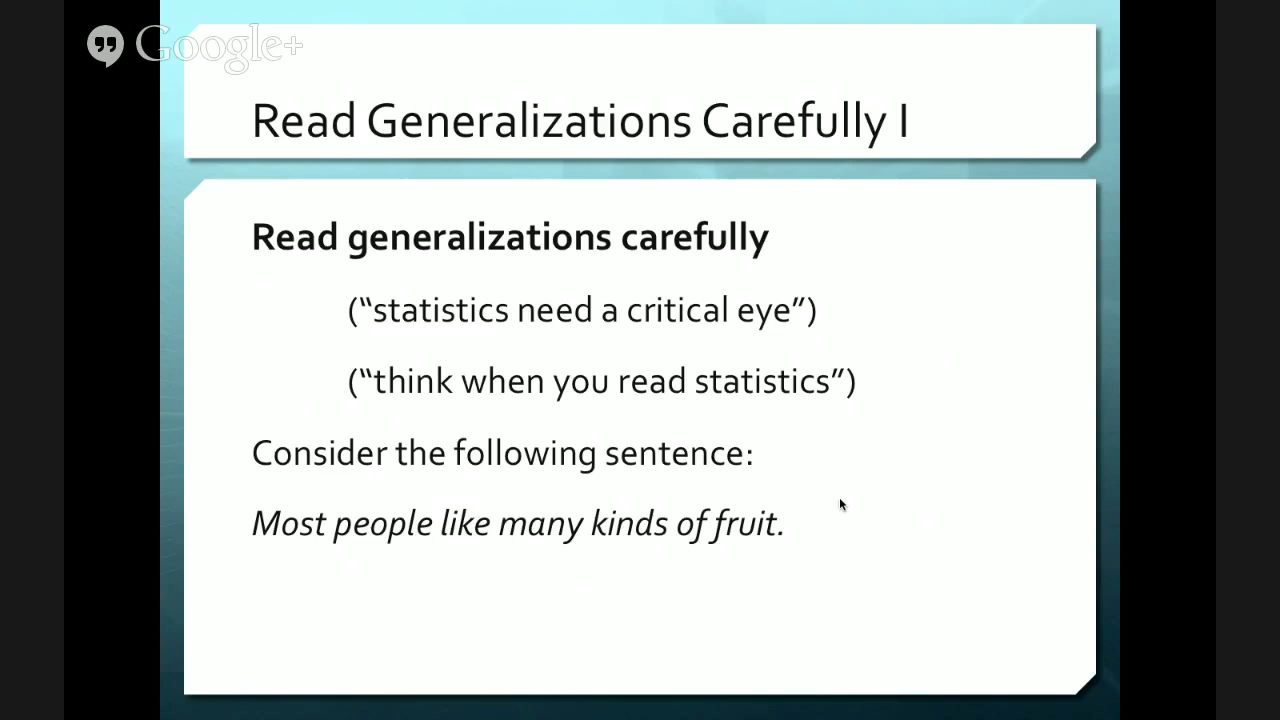 Google+
Read Generalizations Carefully I
Read generalizations carefully
(“statistics need a critical eye”)
(“think when you read statistics”)
Consider the following sentence:
Most people like many kinds of fruit.